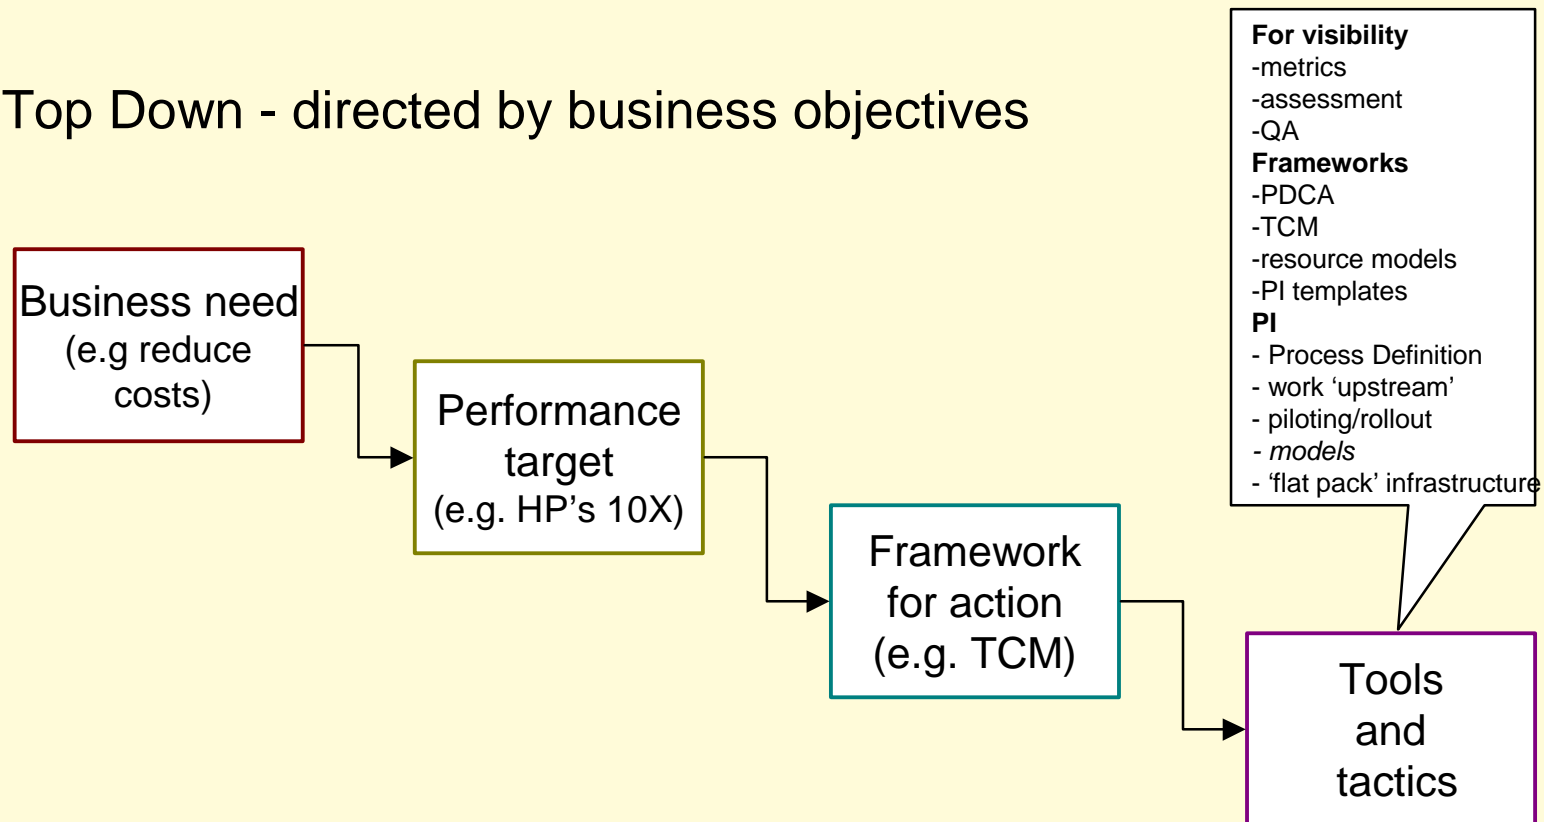 Top Down - directed by business objectives
For visibility
-metrics
-assessment
-QA
Frameworks
-PDCA
-TCM
-resource models
-PI templates
PI
- Process Definition
- work ‘upstream’
- piloting/rollout
- models
- ‘flat pack’ infrastructure
Business need
(e.g reduce
costs)
Performance
target
(e.g. HP’s 10X)
Framework
for action
(e.g. TCM)
Tools
and
tactics